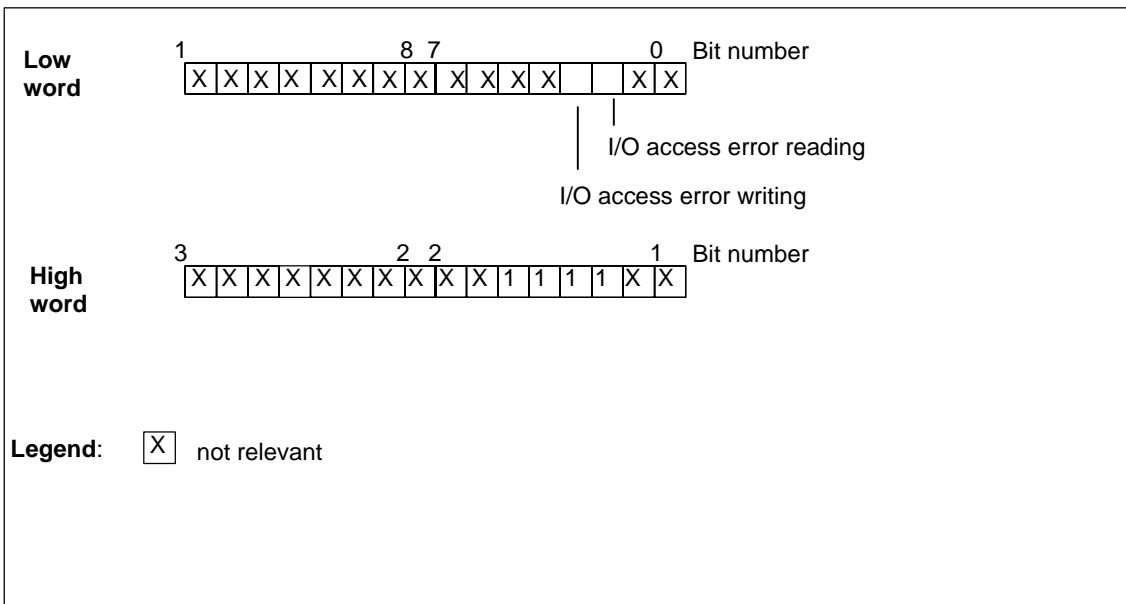 1 8 7 0 Bit number
Low
word
X X X X X X X X X X X X X X
I/O access error reading
I/O access error writing
3 2 2 1 Bit number
High
word
X X X X X X X X X X 1 1 1 1 X X
Legend: X not relevant